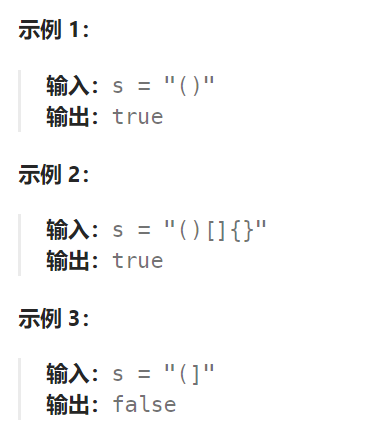 示例 1：
输入：s = "()"
输出：true
示例 2：
输入：s = "()[]{}"
输出：true
示例 3：
输入：s = "(]"
输出：false